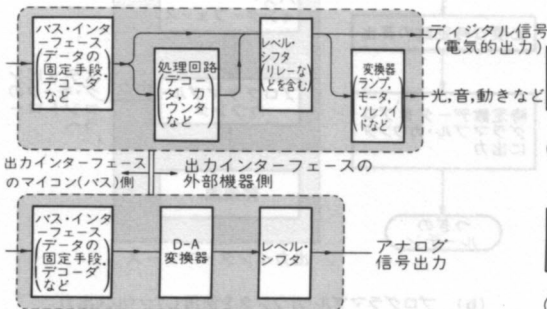 バス・インタ
ーフェース
(データの
固定手段,
デコーダ
など)
処理回路
(デコー
ダ,カ
ウンタ
など)
レベル・
シフタ
(リレーな
どを含む)
変換器
(ランプ,
モータ,
ソレノイ
ドなど)
ディジタル信号
(電気的出力)
光,音,動きなど
出力インターフェース
のマイコン(バス)側
出力インターフェースの
外部機器側
バス・インタ
ーフェース
(データの
固定手段,
デコーダ
など)
D-A
変換器
レベル・
シフタ
アナログ
信号出力